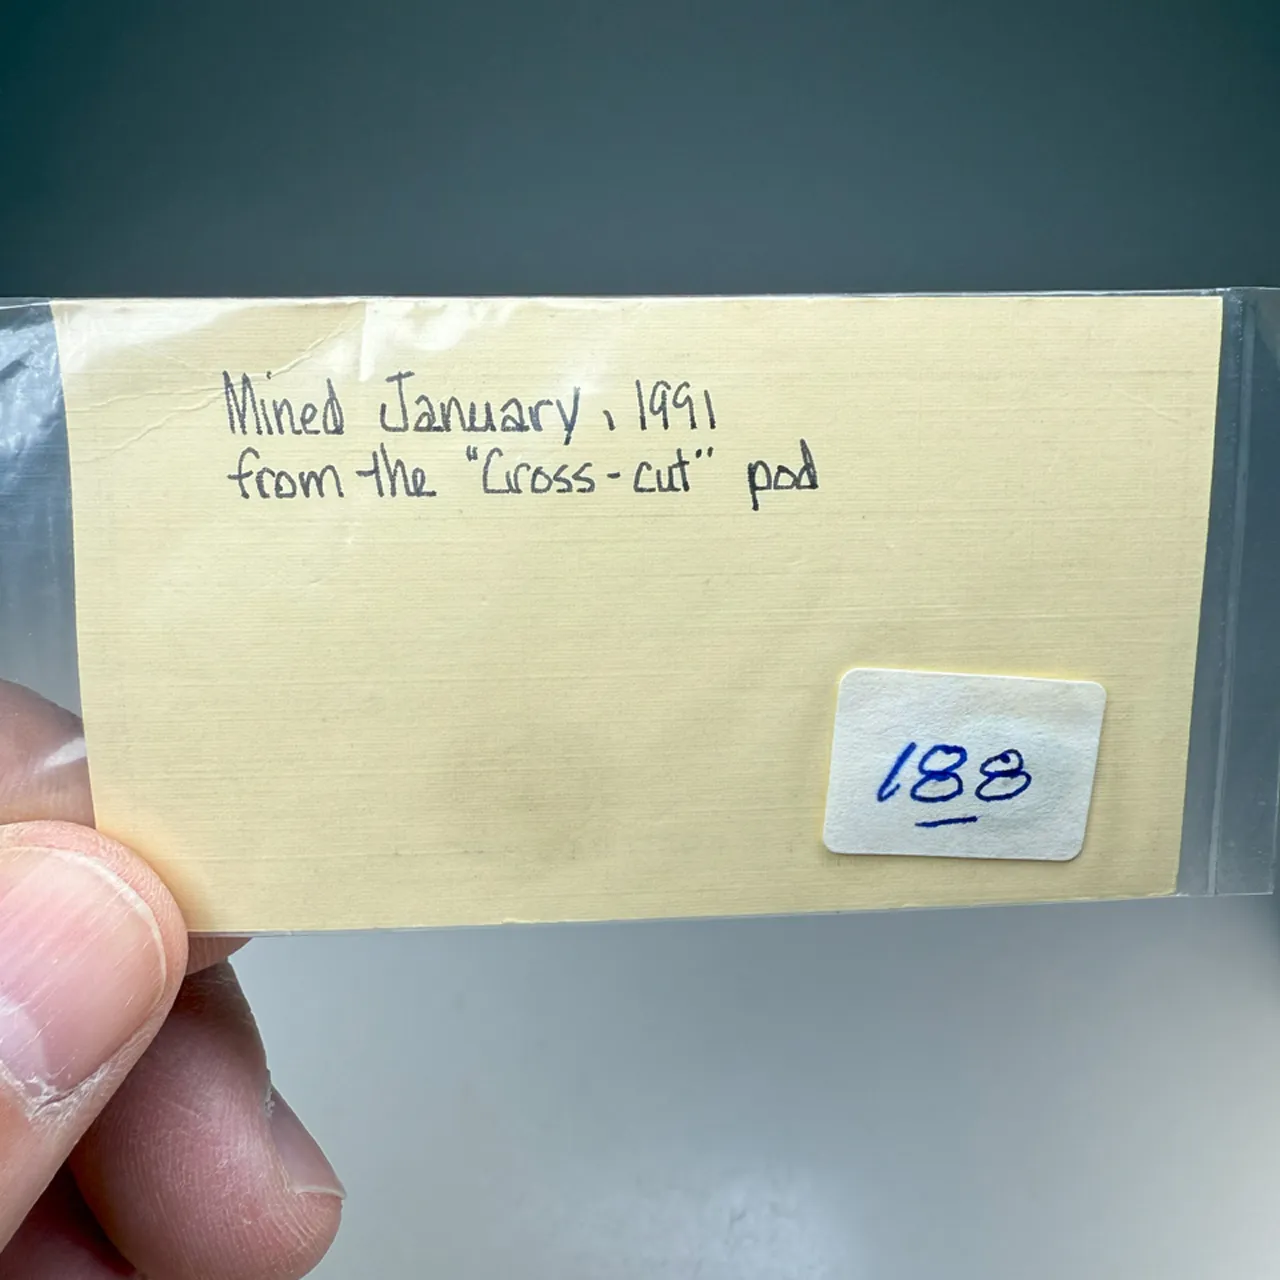 Mined January, 1991
from the "Cross-cut" pod
188